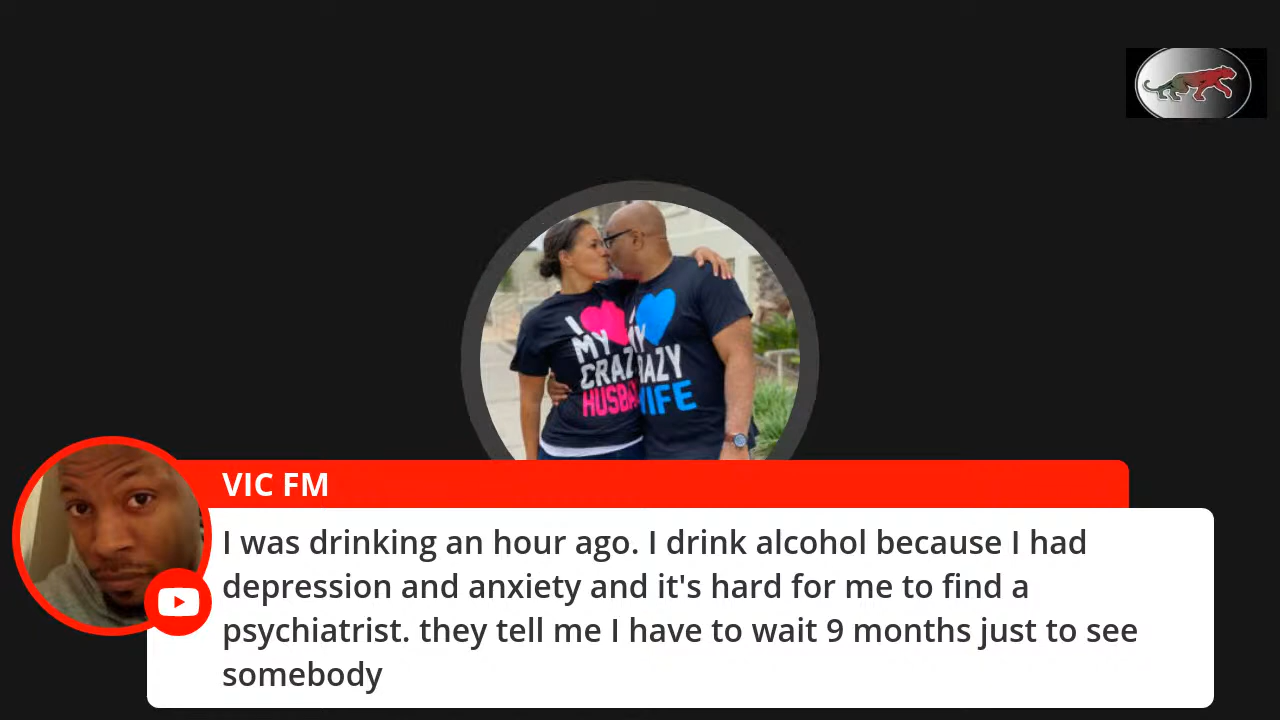 I
MY
CRAZ
HUSBA
MY
RAZY
WIFE
VIC FM
I was drinking an hour ago. I drink alcohol because I had
depression and anxiety and it's hard for me to find a
psychiatrist. they tell me I have to wait 9 months just to see
somebody